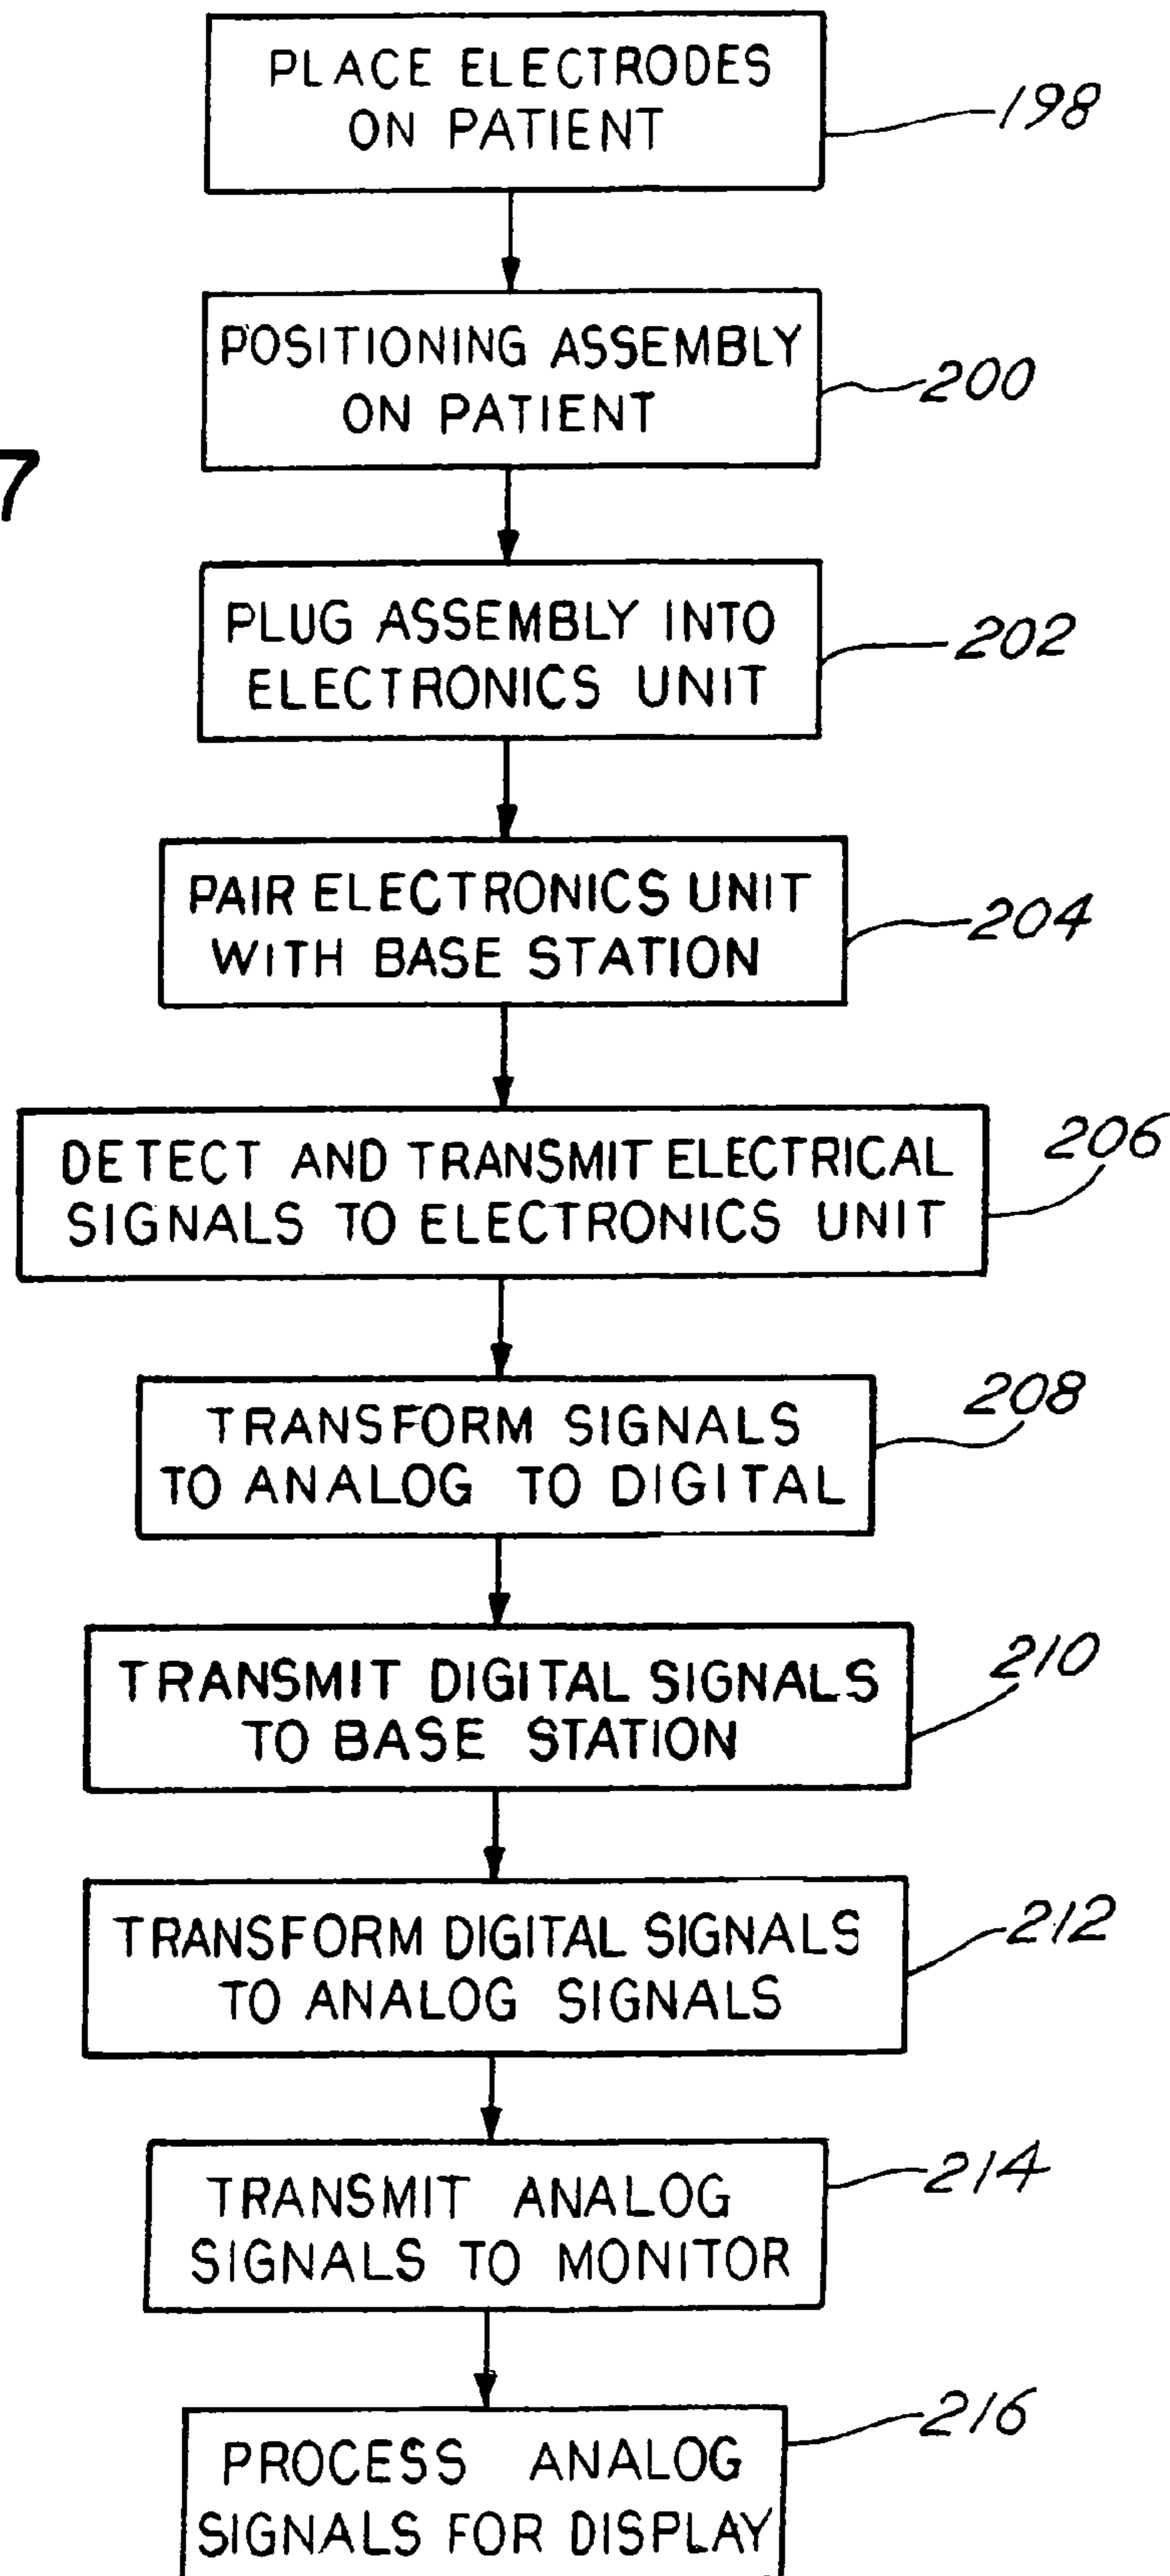 PLACE ELECTRODES
ON PATIENT
198
POSITIONING ASSEMBLY
ON PATIENT
200
7
PLUG ASSEMBLY INTO
ELECTRONICS UNIT
202
PAIR ELECTRONICS UNIT
WITH BASE STATION
204
DETECT AND TRANSMIT ELECTRICAL
SIGNALS TO ELECTRONICS UNIT
206
TRANSFORM SIGNALS
TO ANALOG TO DIGITAL
208
TRANSMIT DIGITAL SIGNALS
TO BASE STATION
210
TRANSFORM DIGITAL SIGNALS
TO ANALOG SIGNALS
212
TRANSMIT ANALOG
SIGNALS TO MONITOR
214
PROCESS ANALOG
SIGNALS FOR DISPLAY
216